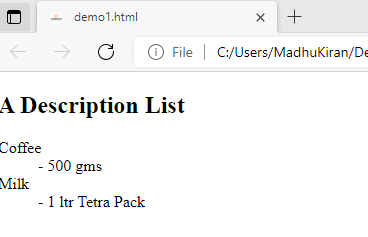 demo1.html
File
C:/Users/MadhuKiran/De
A Description List
Coffee
- 500 gms
Milk
- 1 ltr Tetra Pack